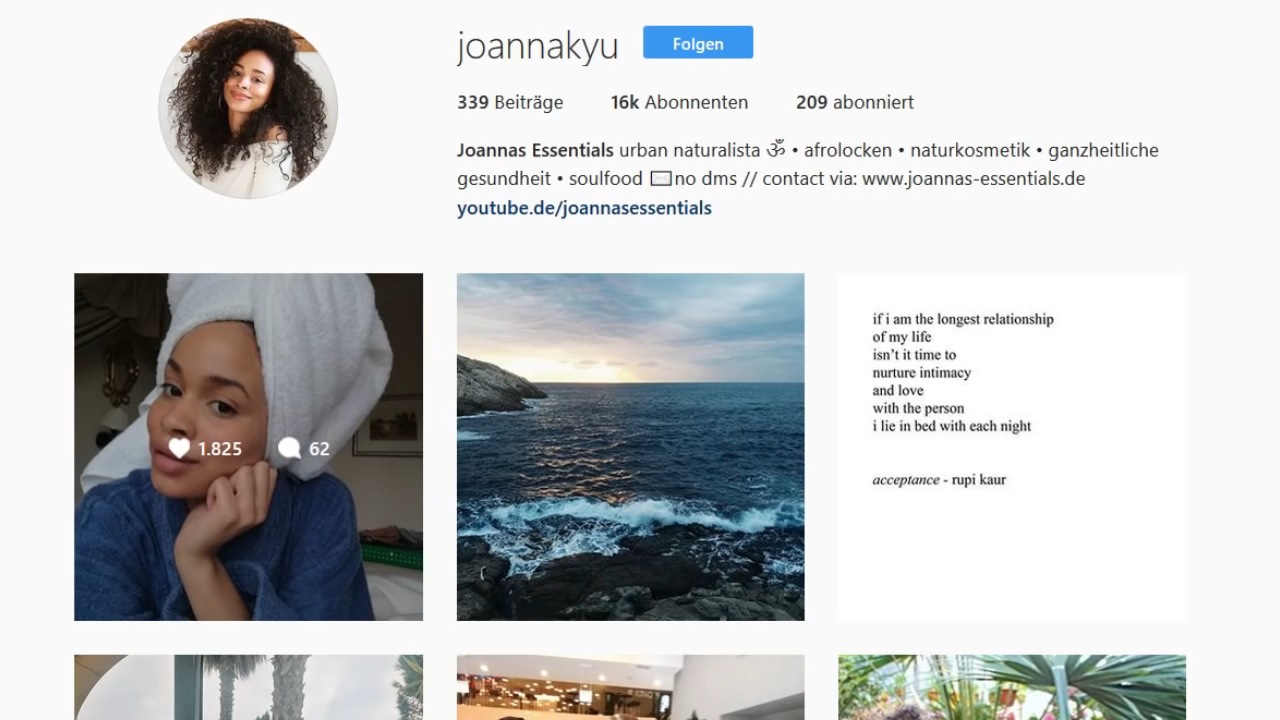 joannakyu Folgen
339 Beiträge 16k Abonnenten 209 abonniert
Joannas Essentials urban naturalista 🕉 • afrolocken • naturkosmetik • ganzheitliche
gesundheit • soulfood ✉no dms // contact via: www.joannas-essentials.de
youtube.de/joannasessentials
1.825 62
if i am the longest relationship
of my life
isn't it time to
nurture intimacy
and love
with the person
i lie in bed with each night
acceptance - rupi kaur